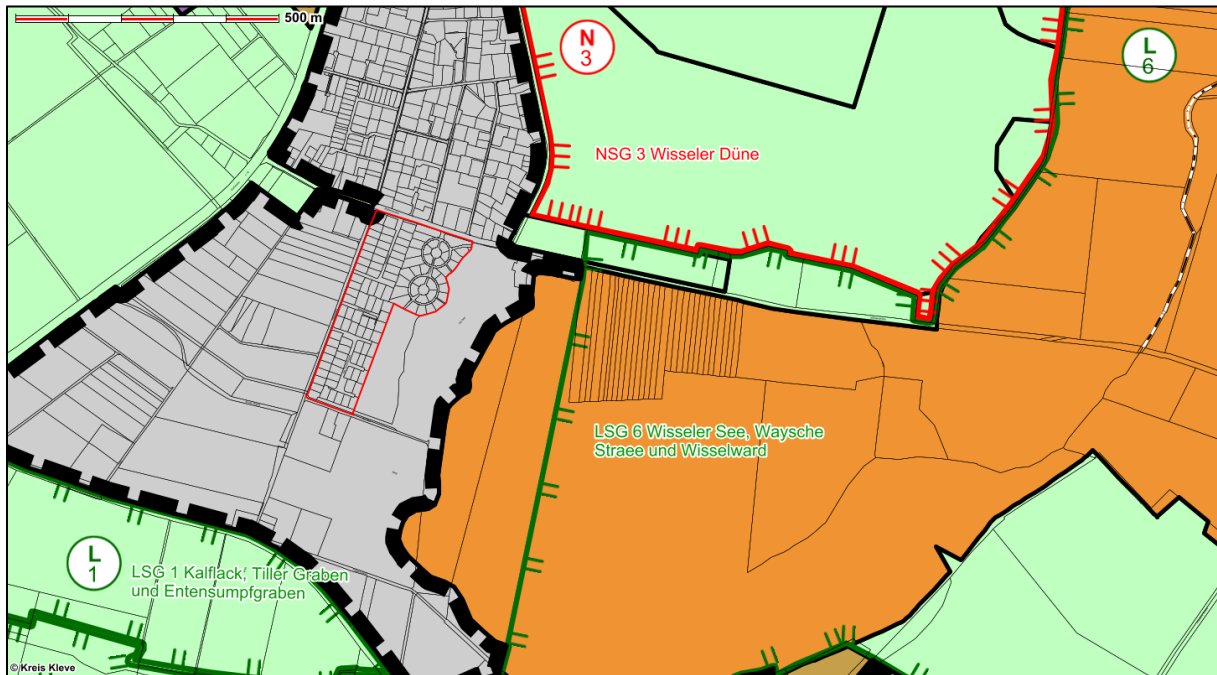 500 m
N
3
L
6
NSG 3 Wisseler Düne
LSG 6 Wisseler See, Waysche
Straee und Wisselward
L
1
LSG 1 Kalflack, Tiller Graben
und Entensumpfgraben
©Kreis Kleve